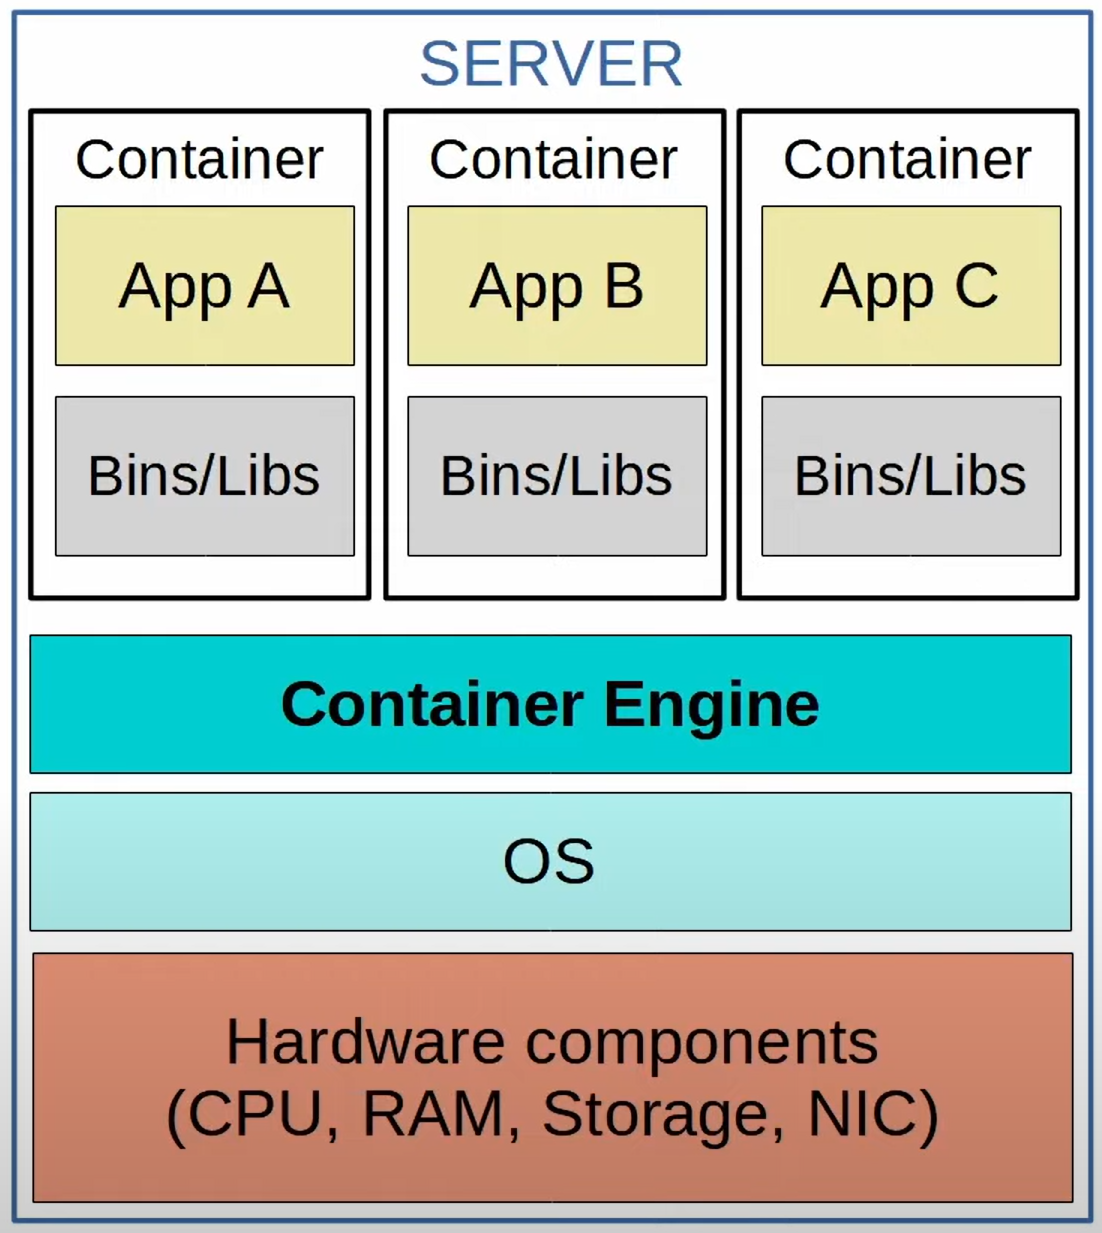 SERVER
Container
Container
Container
App A
App B
App C
Bins/Libs
Bins/Libs
Bins/Libs
Container Engine
OS
Hardware components
(CPU, RAM, Storage, NIC)